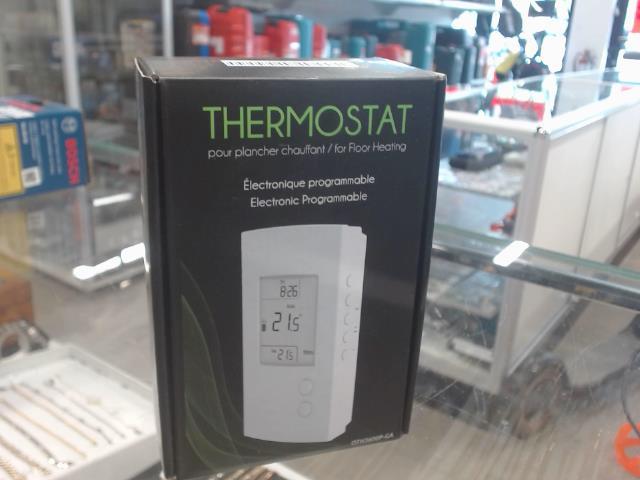 THERMOSTAT
pour plancher chauffant / for Floor Heating
Électronique programmable
Electronic Programmable
8:26
21.5
21.5
BOSCH